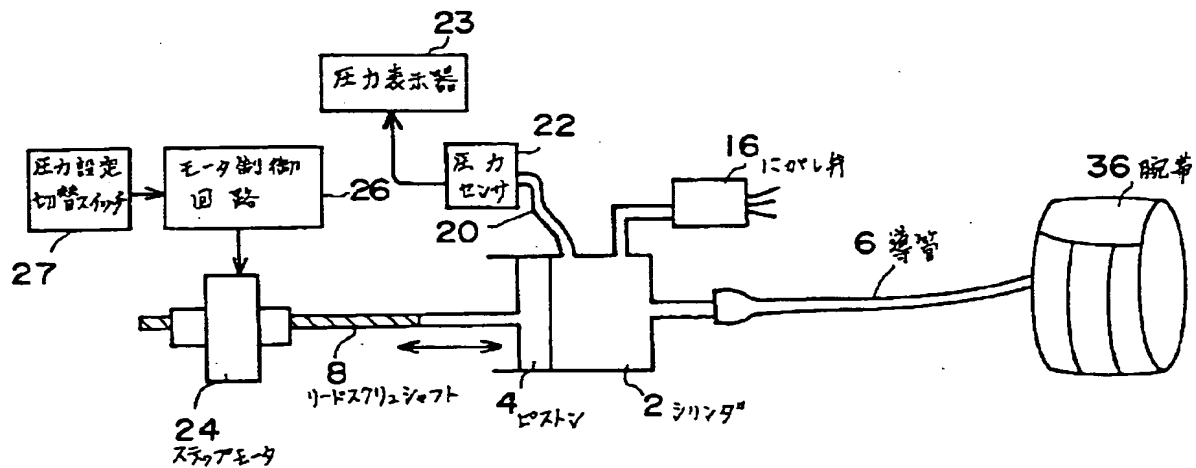 23
圧力表示器
22
圧力
センサ
20
16
にがし弁
36 腕帯
圧力設定
切替スイッチ
27
モータ制御
回路
26
6 導管
8
リードスクリュシャフト
4 ピストン
2 シリンダ
24
ステップモータ